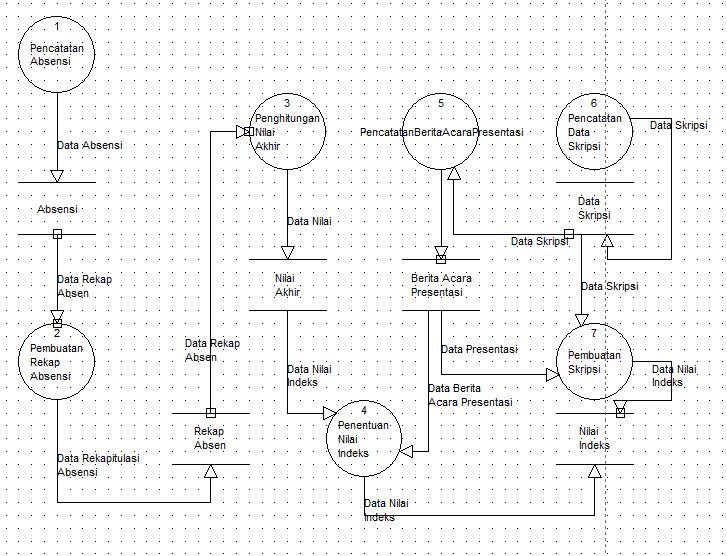 1
Pencatatan
Absensi
Data Absensi
Absensi
Data Rekap
Absen
2
Pembuatan
Rekap
Absensi
Data Rekapitulasi
Absensi
Rekap
Absen
Data Rekap
Absen
3
Penghitungan
Nilai
Akhir
Data Nilai
Nilai
Akhir
Data Nilai
Indeks
4
Penentuan
Nilai
Indeks
Data Nilai
Indeks
5
PencatatanBeritaAcaraPresentasi
Berita Acara
Presentasi
Data Presentasi
Data Berita
Acara Presentasi
6
Pencatatan
Data
Skripsi
Data Skripsi
Data
Skripsi
Data Skripsi
Data Skripsi
7
Pembuatan
Skripsi
Data Nilai
Indeks
Nilai
Indeks